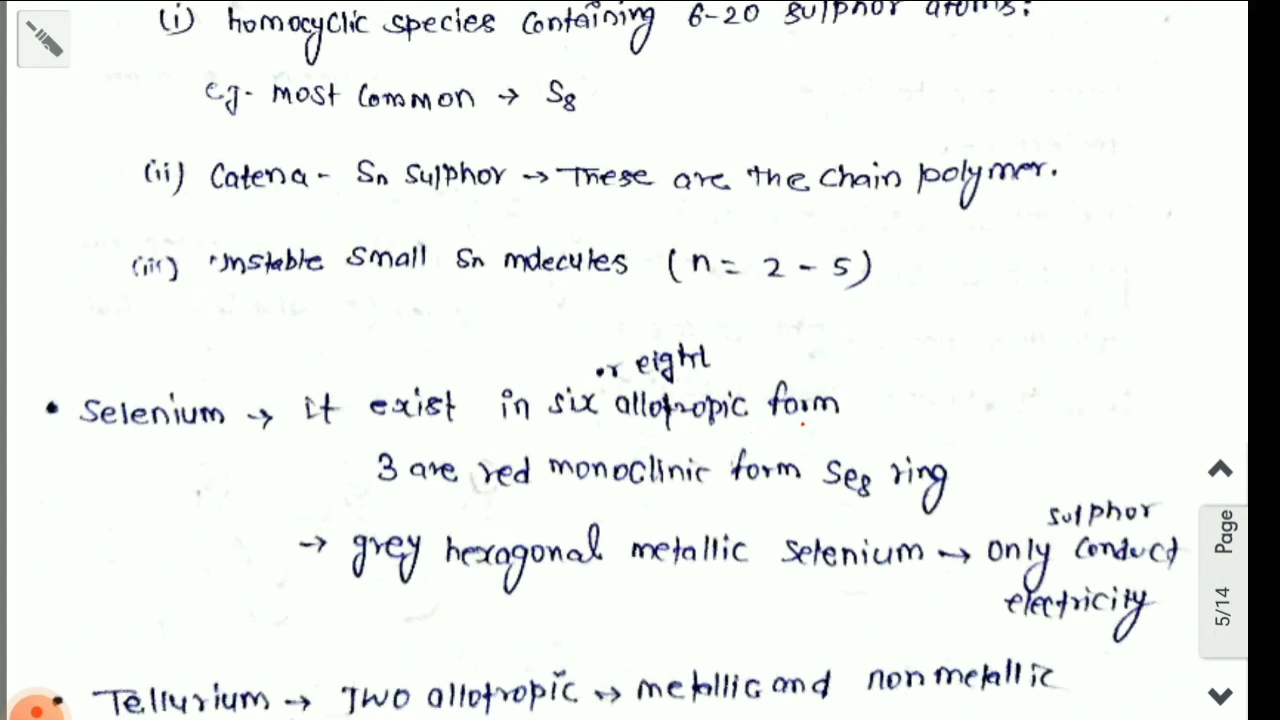 (i) homocyclic species containing 6-20 sulphor atoms:
eg- most common → S8
(ii) Catena - Sn sulphor → These are the chain polymer.
(iii) unstable small Sn molecules (n = 2 - 5)
or eight
• Selenium → it exist in six allotropic form
3 are red monoclinic form Se8 ring
sulphor
→ grey hexagonal metallic selenium → only conduct
electricity
• Tellurium → Two allotropic → metallic and non metallic
Page
5/14